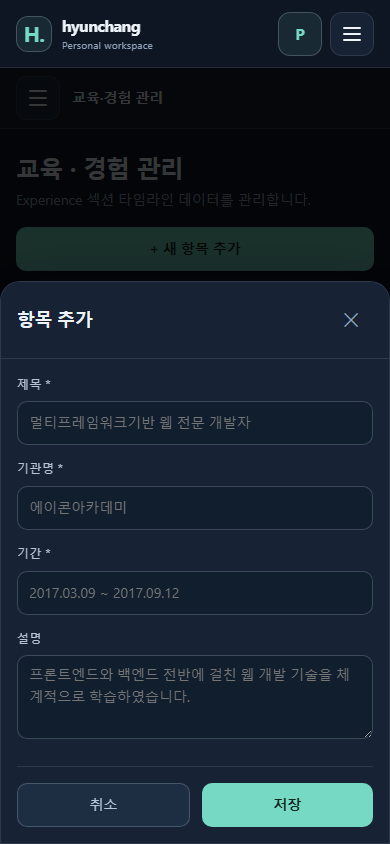 H.
hyunchang
Personal workspace
P
교육·경험 관리
교육 · 경험 관리
Experience 섹션 타임라인 데이터를 관리합니다.
+ 새 항목 추가
항목 추가
제목 *
멀티프레임워크기반 웹 전문 개발자
기관명 *
에이콘아카데미
기간 *
2017.03.09 ~ 2017.09.12
설명
프론트엔드와 백엔드 전반에 걸친 웹 개발 기술을 체
계적으로 학습하였습니다.
취소
저장